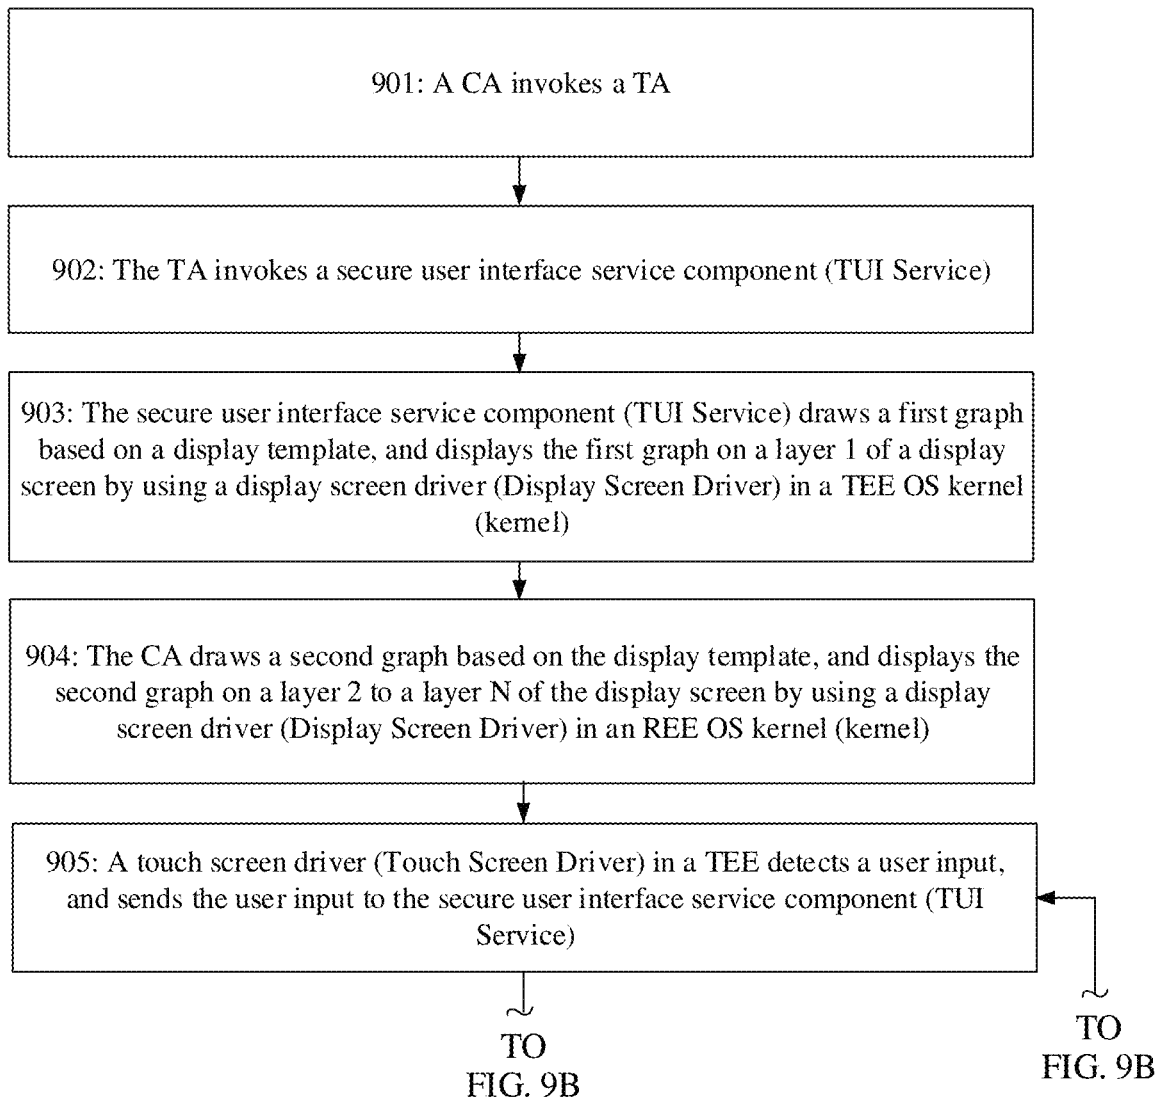 901: A CA invokes a TA
902: The TA invokes a secure user interface service component (TUI Service)
903: The secure user interface service component (TUI Service) draws a first graph
based on a display template, and displays the first graph on a layer 1 of a display
screen by using a display screen driver (Display Screen Driver) in a TEE OS kernel
(kernel)
904: The CA draws a second graph based on the display template, and displays the
second graph on a layer 2 to a layer N of the display screen by using a display
screen driver (Display Screen Driver) in an REE OS kernel (kernel)
905: A touch screen driver (Touch Screen Driver) in a TEE detects a user input,
and sends the user input to the secure user interface service component (TUI
Service)
TO
FIG. 9B
TO
FIG. 9B